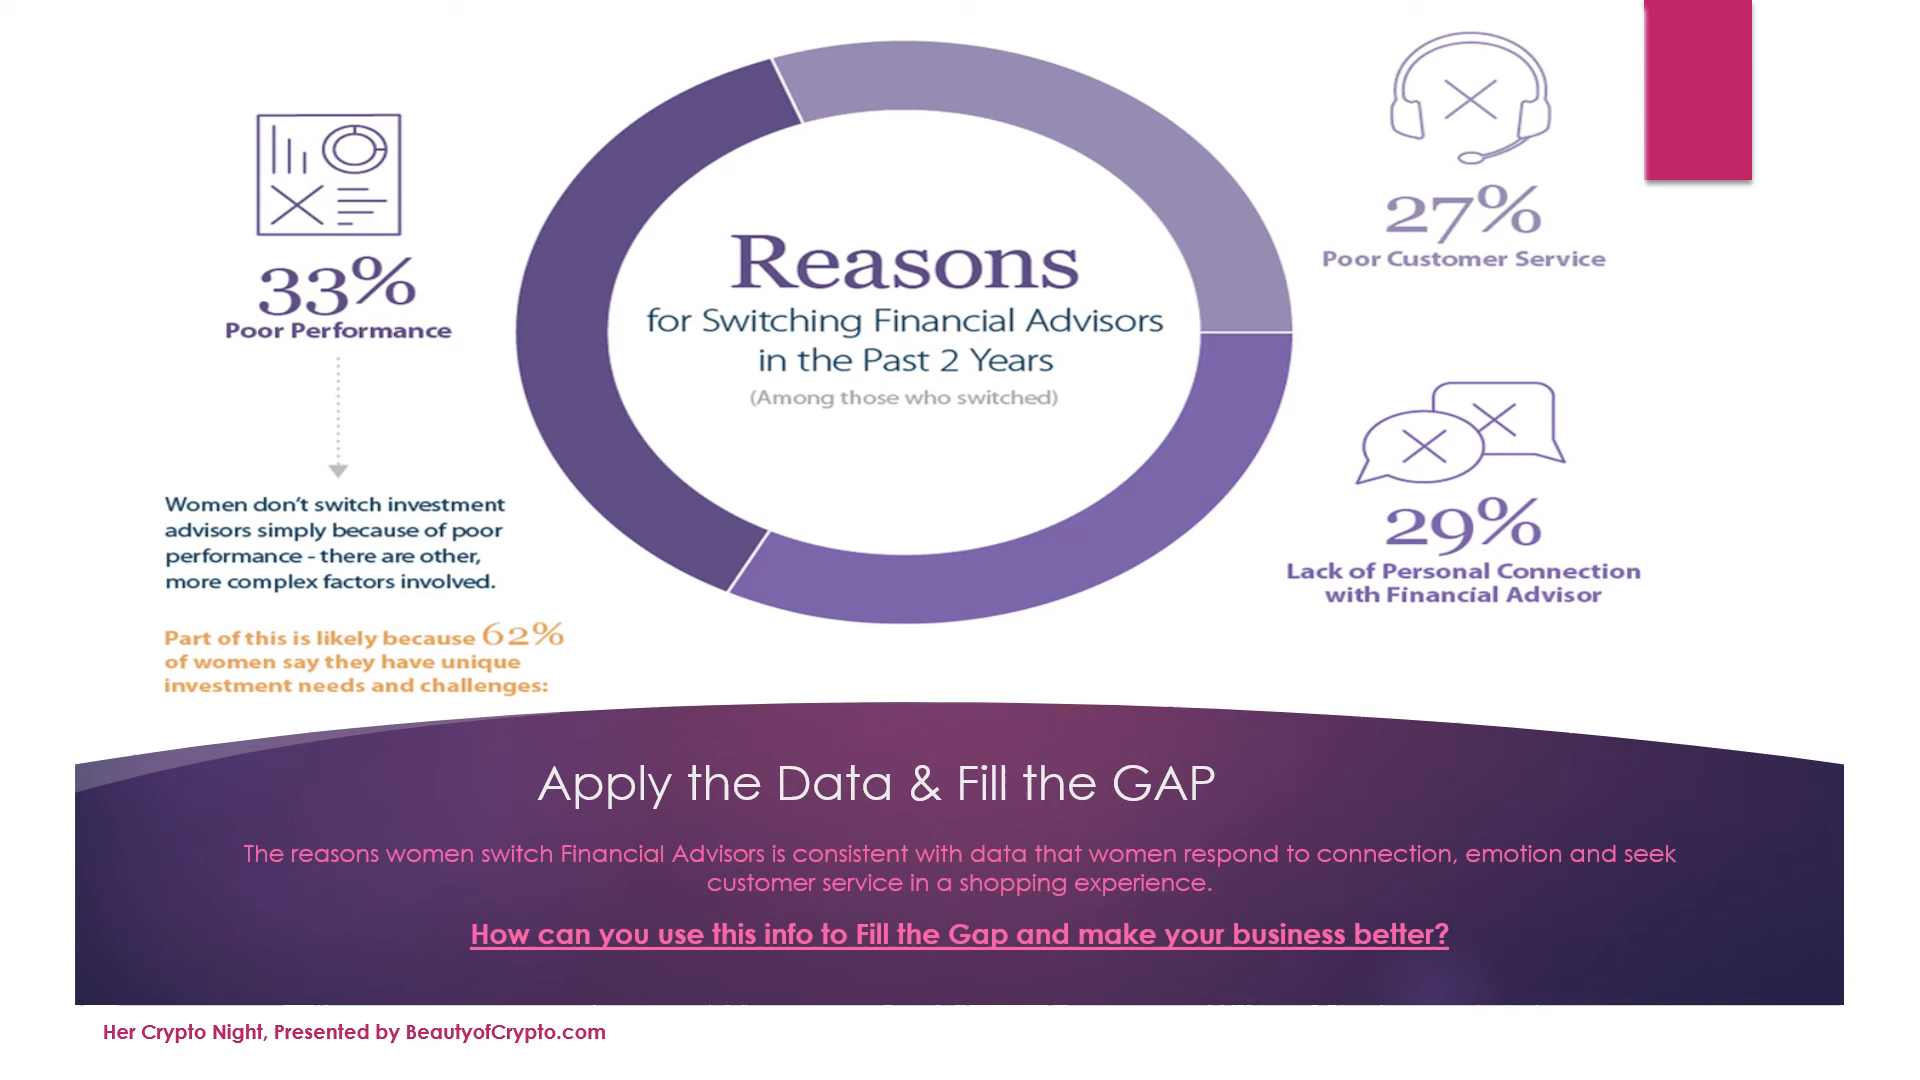 33%
Poor Performance
Women don't switch investment
advisors simply because of poor
performance - there are other,
more complex factors involved.
Part of this is likely because 62%
of women say they have unique
investment needs and challenges:
Reasons
for Switching Financial Advisors
in the Past 2 Years
(Among those who switched)
27%
Poor Customer Service
29%
Lack of Personal Connection
with Financial Advisor
Apply the Data & Fill the GAP
The reasons women switch Financial Advisors is consistent with data that women respond to connection, emotion and seek
customer service in a shopping experience.
How can you use this info to Fill the Gap and make your business better?
Her Crypto Night, Presented by BeautyofCrypto.com